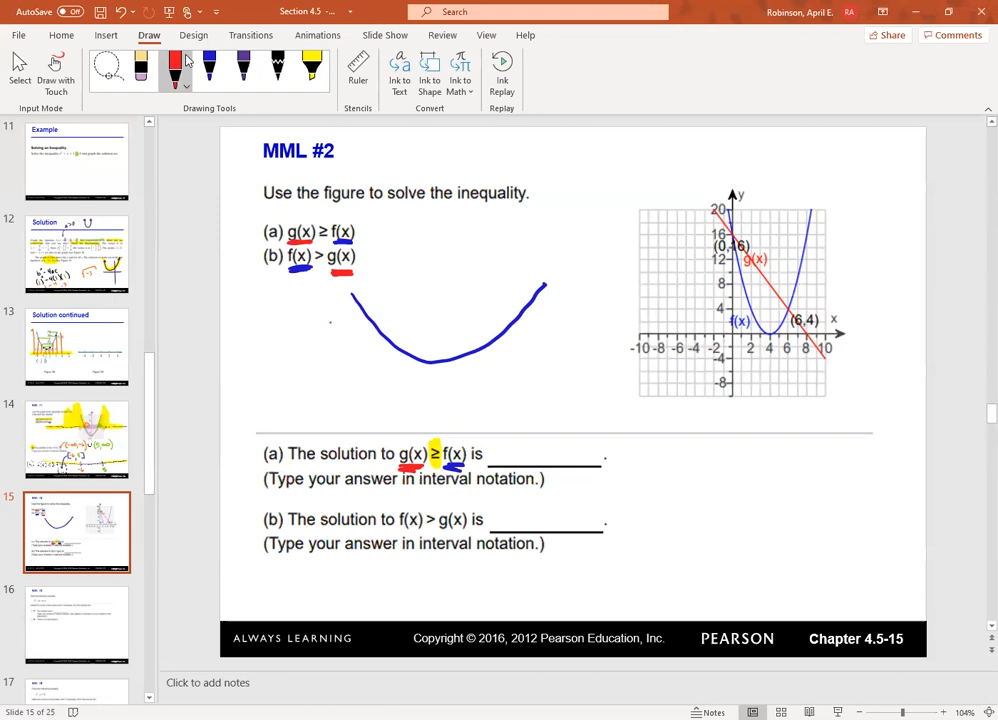 AutoSave Off
Section 4.5 -...
Search
Robinson, April E.
RA
File Home Insert Draw Design Transitions Animations Slide Show Review View Help
Share
Comments
Select
Draw with Touch
Ruler
Ink to Text
Ink to Shape
Ink to Math
Ink Replay
Input Mode
Drawing Tools
Stencils
Convert
Replay
11
Example
Solving an Inequality
12
Solution
13
Solution continued
14
15
16
17
MML #2
Use the figure to solve the inequality.
(a) g(x) ≥ f(x)
(b) f(x) > g(x)
y
20
(0,16)
12
g(x)
8
4
f(x)
(6,4)
x
-10 -8 -6 -4 -2 2 4 6 8 10
-4
-8
(a) The solution to g(x) ≥ f(x) is ____.
(Type your answer in interval notation.)
(b) The solution to f(x) > g(x) is ____.
(Type your answer in interval notation.)
ALWAYS LEARNING
Copyright © 2016, 2012 Pearson Education, Inc.
PEARSON
Chapter 4.5-15
Click to add notes
Slide 15 of 25
Notes
104%